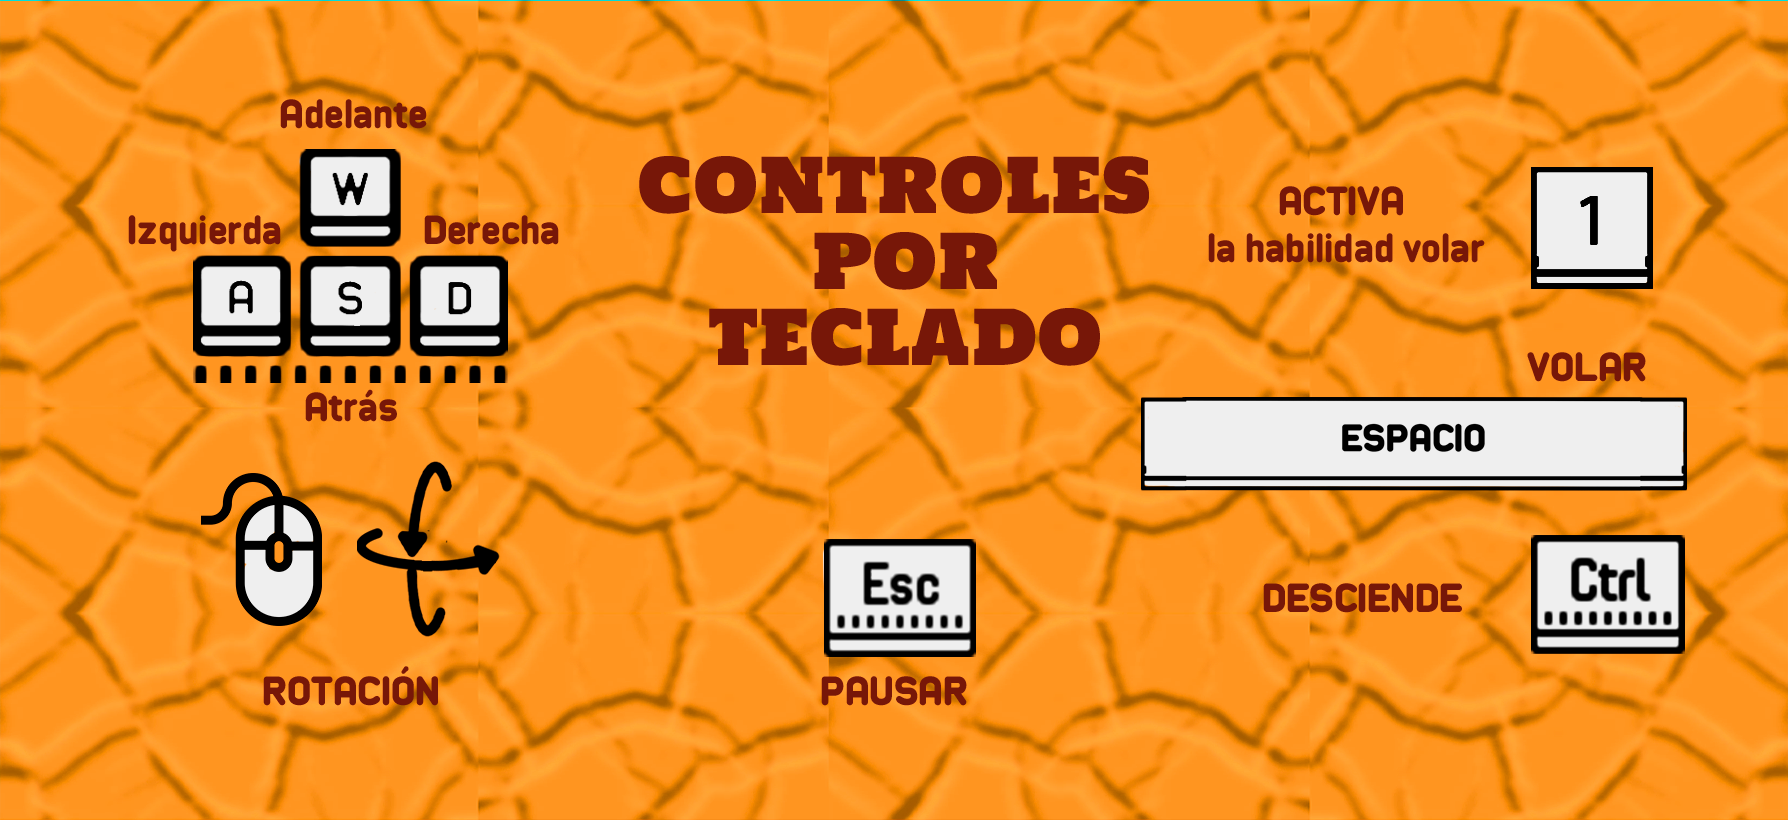 Adelante
W
Izquierda
Derecha
A
S
D
Atrás
ROTACIÓN
CONTROLES
POR
TECLADO
Esc
PAUSAR
ACTIVA
la habilidad volar
1
VOLAR
ESPACIO
DESCIENDE
Ctrl